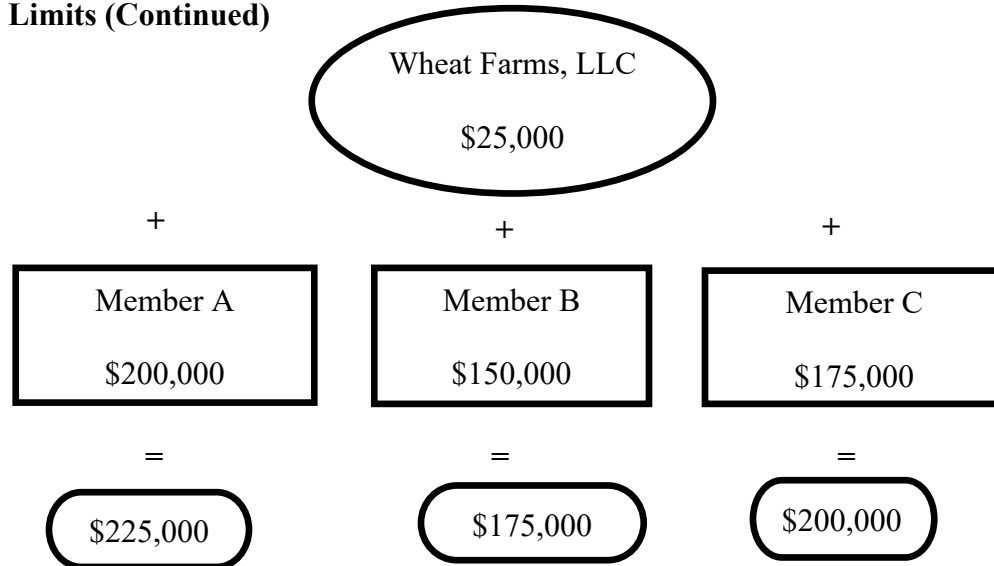 Limits (Continued)
Wheat Farms, LLC
$25,000
+ + +
Member A Member B Member C
$200,000 $150,000 $175,000
= = =
$225,000 $175,000 $200,000